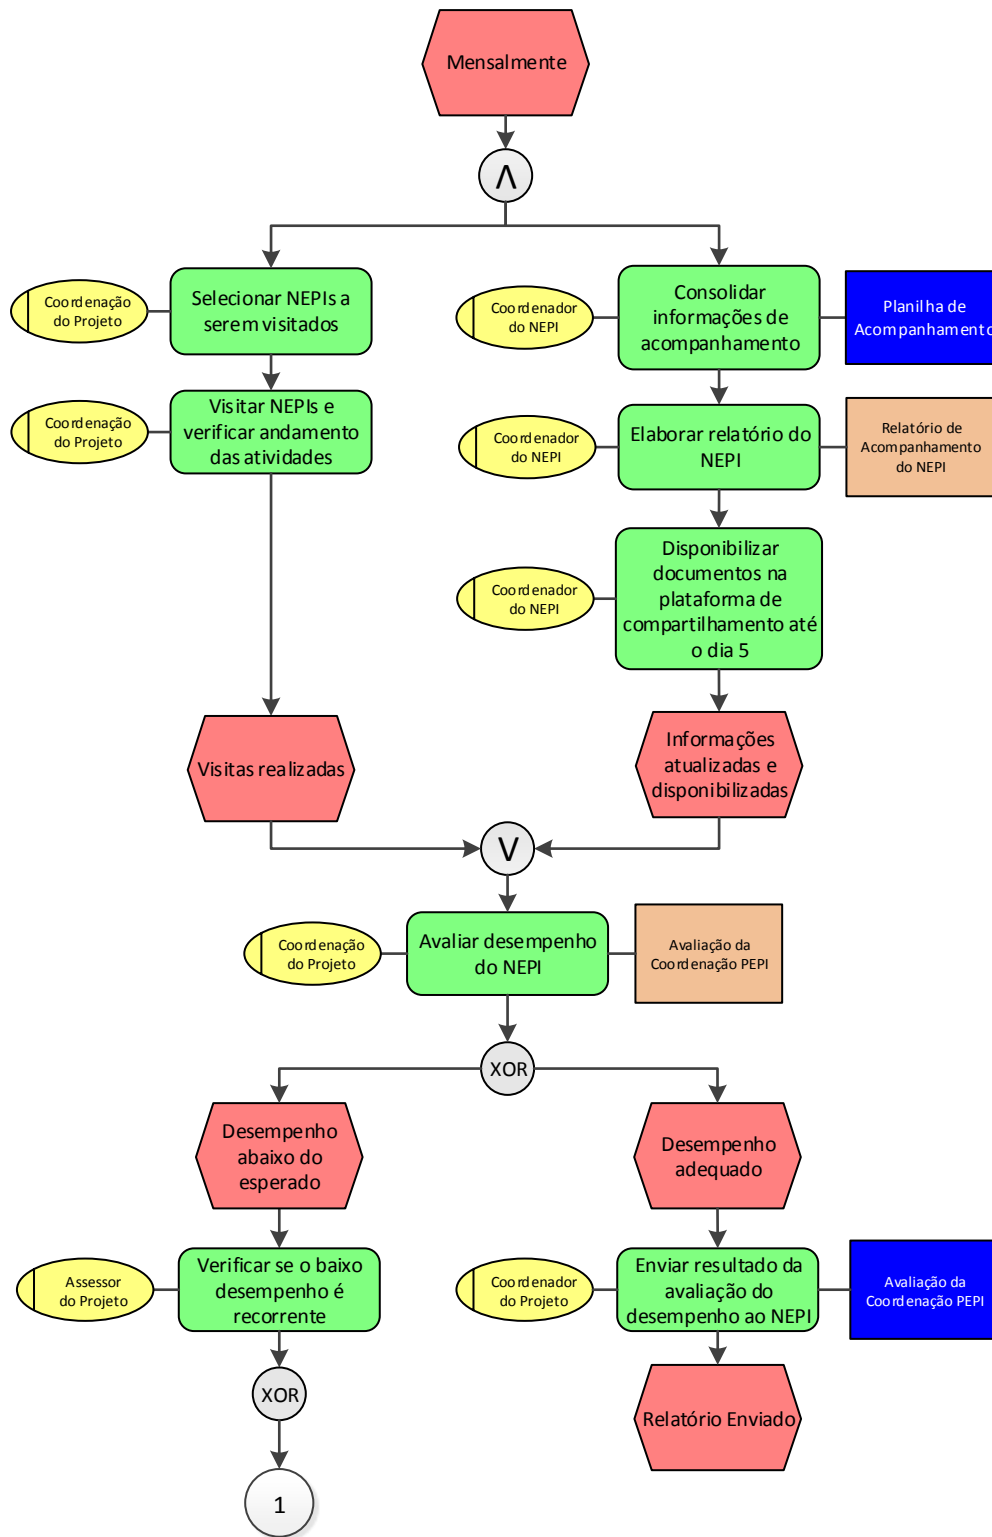 Mensalmente
Λ
Coordenação
do Projeto
Selecionar NEPIs a
serem visitados
Coordenador
do NEPI
Consolidar
informações de
acompanhamento
Planilha de
Acompanhamento
Coordenação
do Projeto
Visitar NEPIs e
verificar andamento
das atividades
Coordenador
do NEPI
Elaborar relatório do
NEPI
Relatório de
Acompanhamento
do NEPI
Coordenador
do NEPI
Disponibilizar
documentos na
plataforma de
compartilhamento até
o dia 5
Visitas realizadas
Informações
atualizadas e
disponibilizadas
V
Coordenação
do Projeto
Avaliar desempenho
do NEPI
Avaliação da
Coordenação PEPI
XOR
Desempenho
abaixo do
esperado
Desempenho
adequado
Assessor
do Projeto
Verificar se o baixo
desempenho é
recorrente
Coordenador
do Projeto
Enviar resultado da
avaliação do
desempenho ao NEPI
Avaliação da
Coordenação PEPI
XOR
Relatório Enviado
1